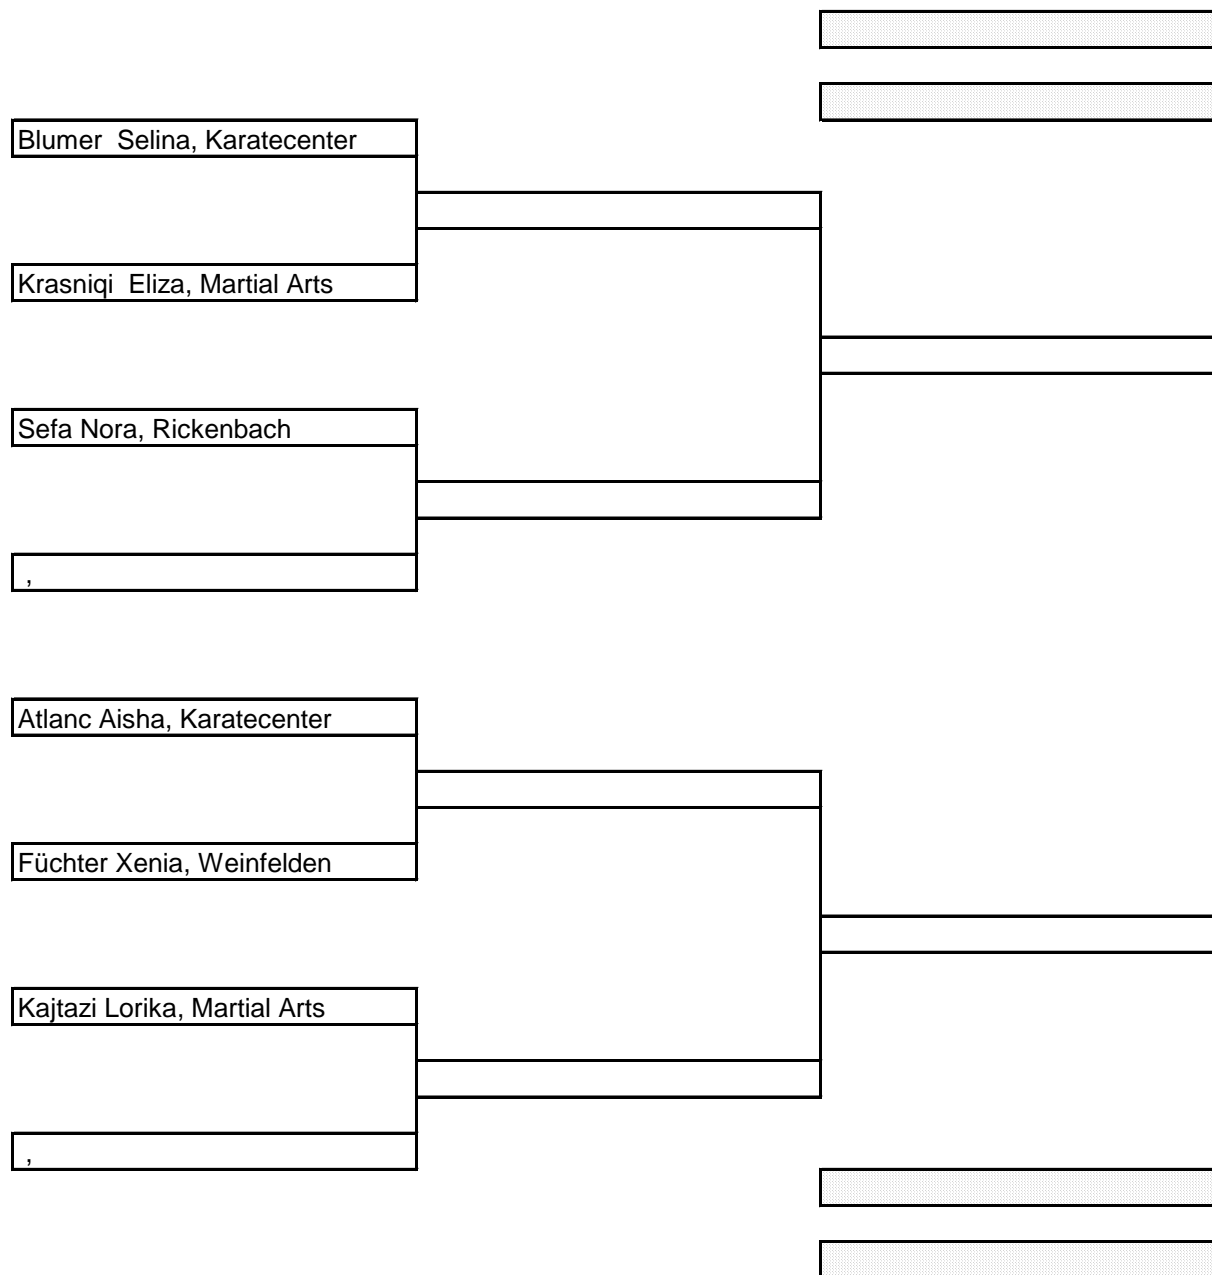 Blumer  Selina, Karatecenter
Krasniqi  Eliza, Martial Arts
Sefa Nora, Rickenbach
,
Atlanc Aisha, Karatecenter
Füchter Xenia, Weinfelden
Kajtazi Lorika, Martial Arts
,